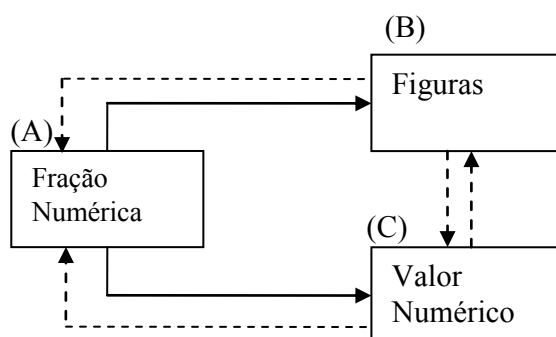 (B)
Figuras
(A)
Fração
Numérica
(C)
Valor
Numérico